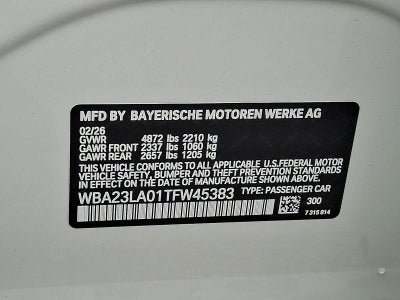 MFD BY BAYERISCHE MOTOREN WERKE AG
02/26
GVWR 4872 lbs 2210 kg
GAWR FRONT 2337 lbs 1060 kg
GAWR REAR 2657 lbs 1205 kg
THIS VEHICLE CONFORMS TO ALL APPLICABLE U.S.FEDERAL MOTOR
VEHICLE SAFETY, BUMPER, AND THEFT PREVENTION
STANDARDS IN EFFECT ON THE DATE OF MANUFACTURE SHOWN ABOVE.
WBA23LA01TFW45383 TYPE: PASSENGER CAR
300
7 315 014